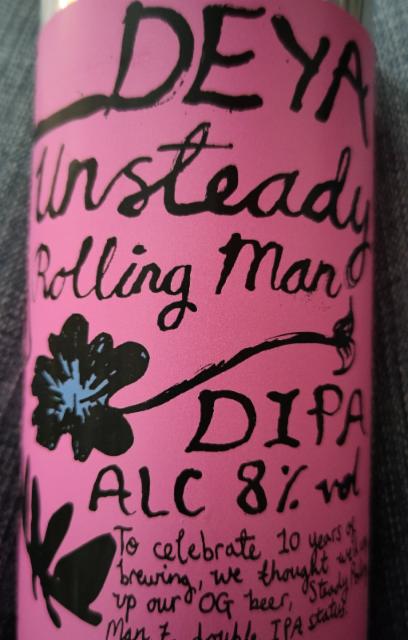 DEYA
Unsteady
Rolling Man
DIPA
ALC 8% vol
To celebrate 10 years of
brewing, we thought we'd
up our OG beer, Steady Rolling
Man to double IPA status.